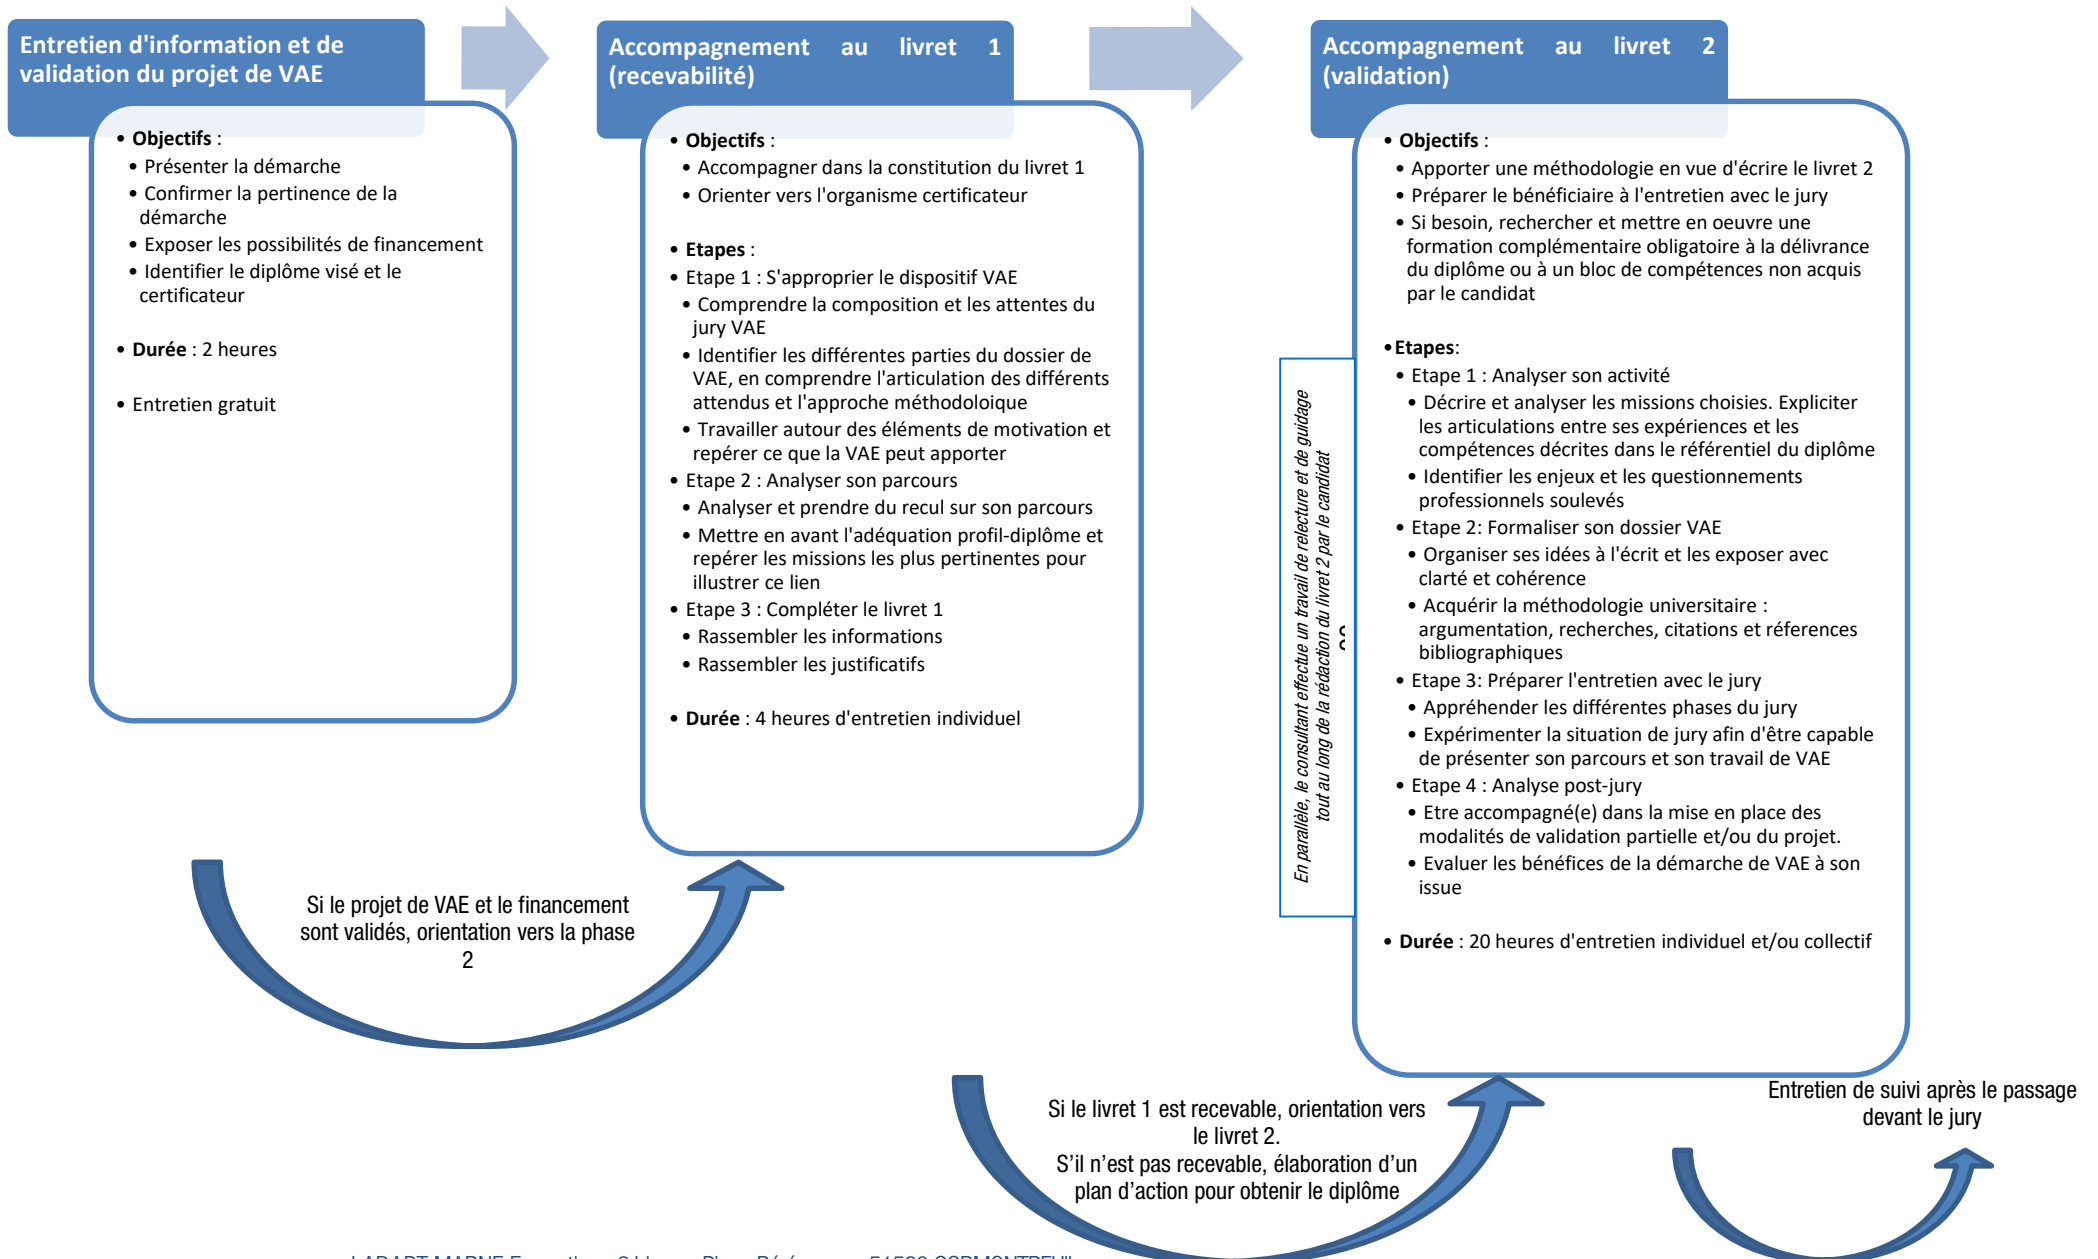 Entretien d'information et de
validation du projet de VAE
• Objectifs :
• Présenter la démarche
• Confirmer la pertinence de la
démarche
• Exposer les possibilités de financement
• Identifier le diplôme visé et le
certificateur
• Durée : 2 heures
• Entretien gratuit
Si le projet de VAE et le financement
sont validés, orientation vers la phase
2
Accompagnement au livret 1
(recevabilité)
• Objectifs :
• Accompagner dans la constitution du livret 1
• Orienter vers l'organisme certificateur
• Etapes :
• Etape 1 : S'approprier le dispositif VAE
• Comprendre la composition et les attentes du
jury VAE
• Identifier les différentes parties du dossier de
VAE, en comprendre l'articulation des différents
attendus et l'approche méthodoloique
• Travailler autour des éléments de motivation et
repérer ce que la VAE peut apporter
• Etape 2 : Analyser son parcours
• Analyser et prendre du recul sur son parcours
• Mettre en avant l'adéquation profil-diplôme et
repérer les missions les plus pertinentes pour
illustrer ce lien
• Etape 3 : Compléter le livret 1
• Rassembler les informations
• Rassembler les justificatifs
• Durée : 4 heures d'entretien individuel
Si le livret 1 est recevable, orientation vers
le livret 2.
S'il n'est pas recevable, élaboration d'un
plan d'action pour obtenir le diplôme
En parallèle, le consultant effectue un travail de relecture et de guidage
tout au long de la rédaction du livret 2 par le candidat
Accompagnement au livret 2
(validation)
• Objectifs :
• Apporter une méthodologie en vue d'écrire le livret 2
• Préparer le bénéficiaire à l'entretien avec le jury
• Si besoin, rechercher et mettre en oeuvre une
formation complémentaire obligatoire à la délivrance
du diplôme ou à un bloc de compétences non acquis
par le candidat
•Etapes:
• Etape 1 : Analyser son activité
• Décrire et analyser les missions choisies. Expliciter
les articulations entre ses expériences et les
compétences décrites dans le référentiel du diplôme
• Identifier les enjeux et les questionnements
professionnels soulevés
• Etape 2: Formaliser son dossier VAE
• Organiser ses idées à l'écrit et les exposer avec
clarté et cohérence
• Acquérir la méthodologie universitaire :
argumentation, recherches, citations et réferences
bibliographiques
• Etape 3: Préparer l'entretien avec le jury
• Appréhender les différentes phases du jury
• Expérimenter la situation de jury afin d'être capable
de présenter son parcours et son travail de VAE
• Etape 4 : Analyse post-jury
• Etre accompagné(e) dans la mise en place des
modalités de validation partielle et/ou du projet.
• Evaluer les bénéfices de la démarche de VAE à son
issue
• Durée : 20 heures d'entretien individuel et/ou collectif
Entretien de suivi après le passage
devant le jury